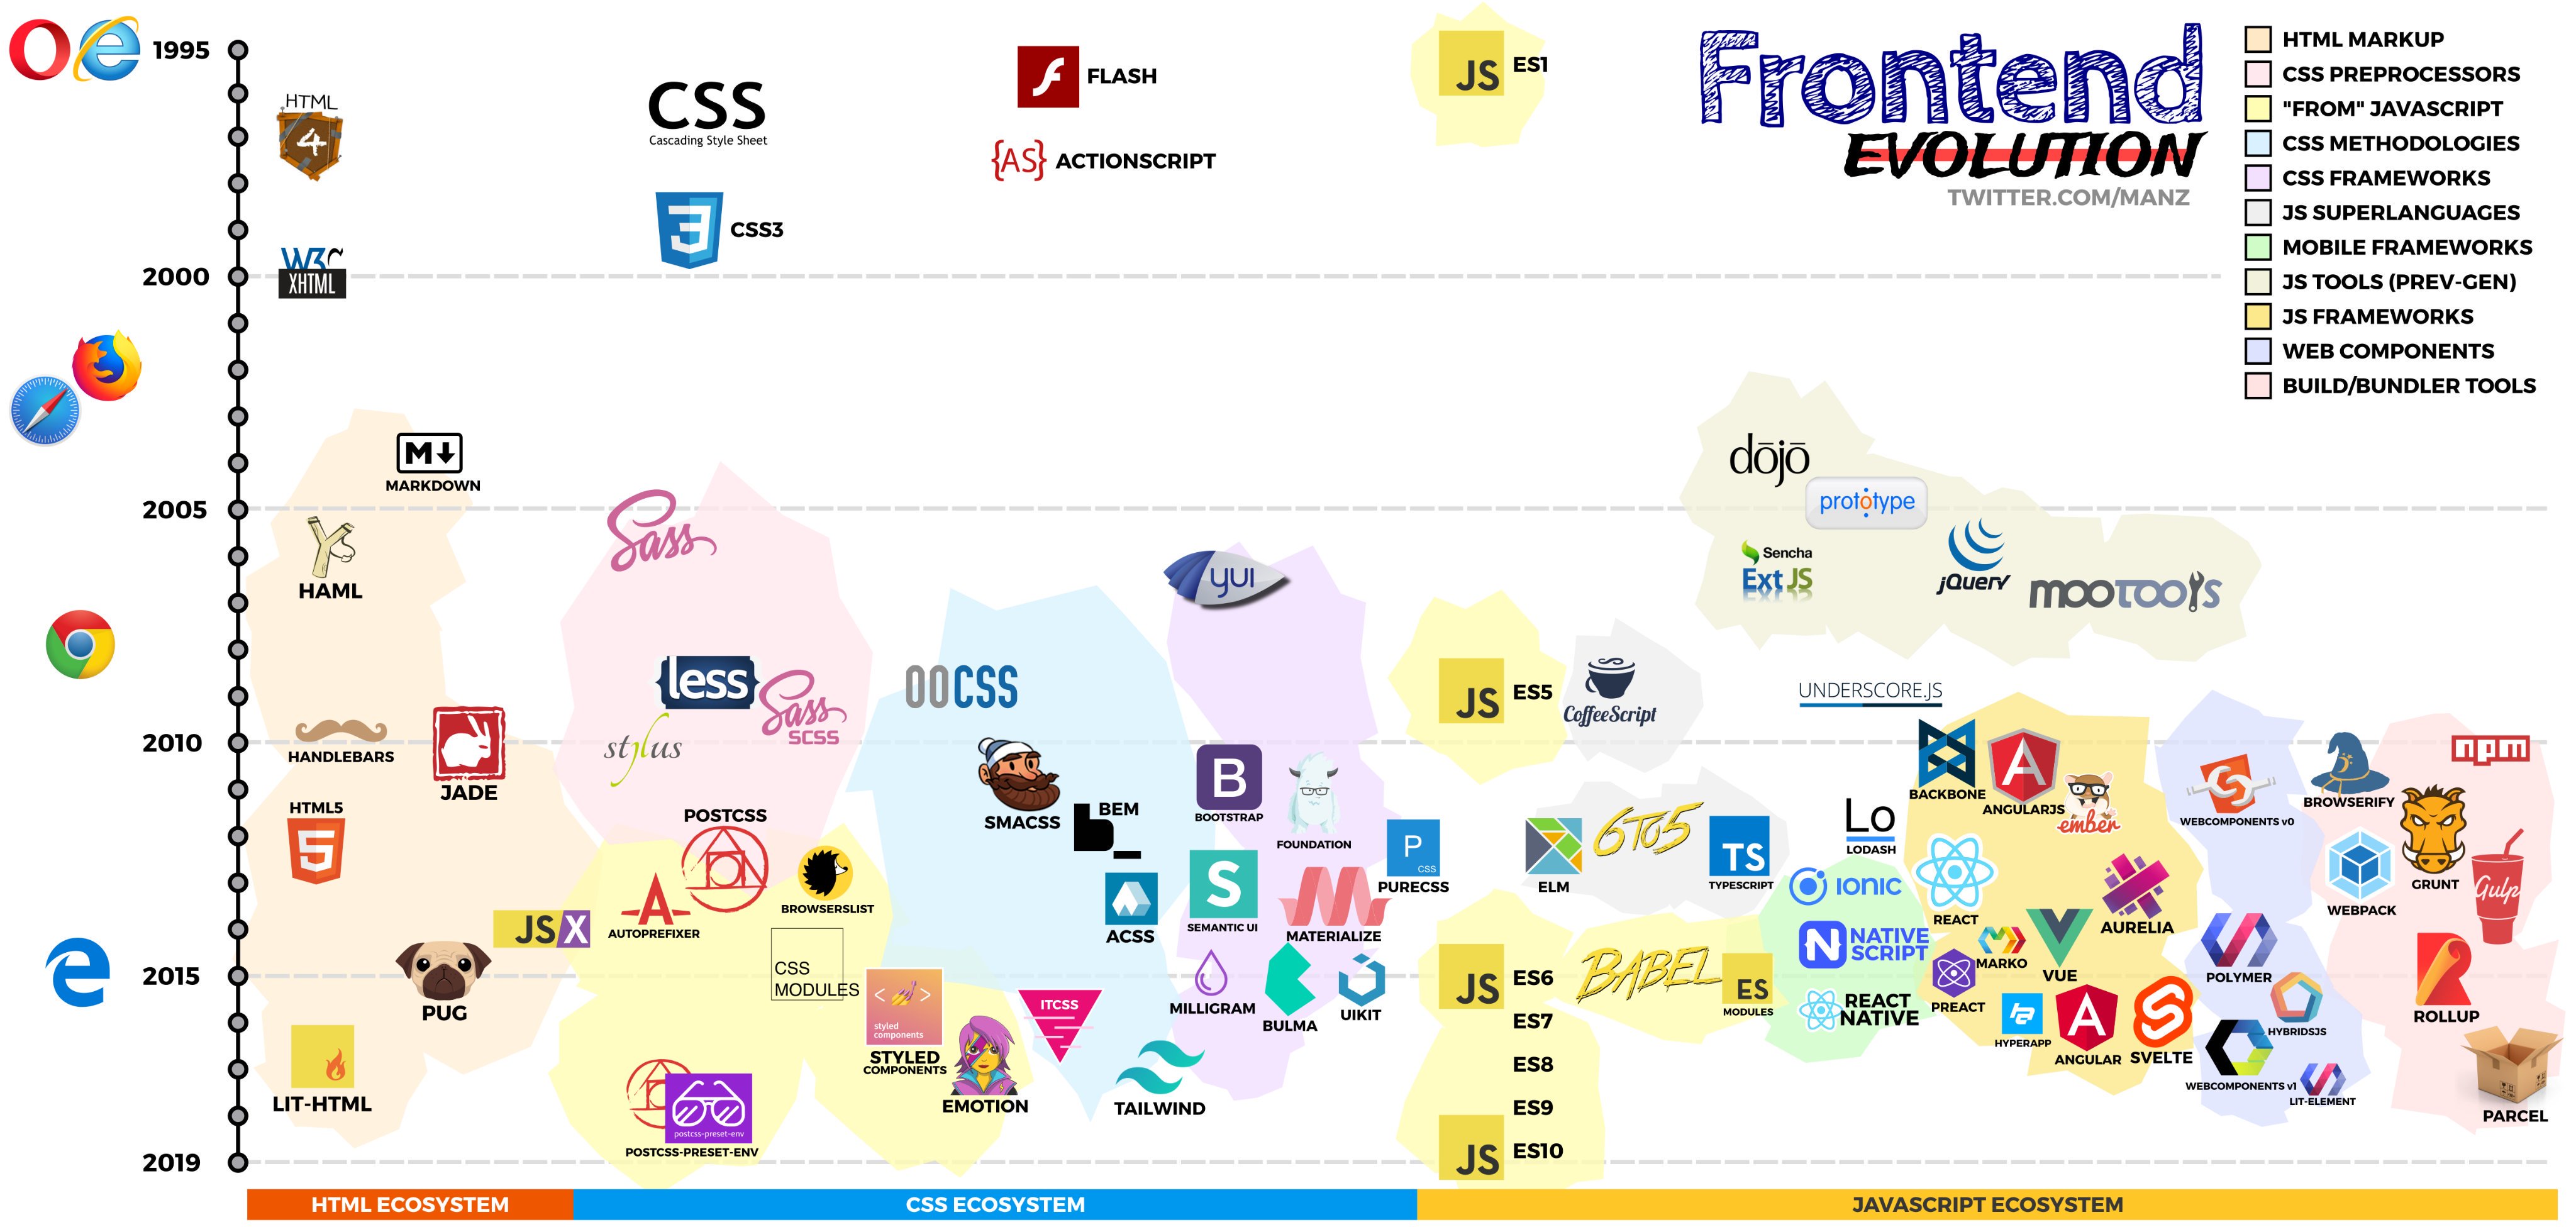 Frontend
EVOLUTION
TWITTER.COM/MANZ
HTML MARKUP
CSS PREPROCESSORS
"FROM" JAVASCRIPT
CSS METHODOLOGIES
CSS FRAMEWORKS
JS SUPERLANGUAGES
MOBILE FRAMEWORKS
JS TOOLS (PREV-GEN)
JS FRAMEWORKS
WEB COMPONENTS
BUILD/BUNDLER TOOLS
1995
2000
2005
2010
2015
2019
HTML
4
W3C
XHTML
M
MARKDOWN
HAML
HANDLEBARS
JADE
HTML5
5
JSX
PUG
LIT-HTML
CSS
Cascading Style Sheet
3
CSS3
FLASH
{AS}
ACTIONSCRIPT
Sass
{less}
Sass
SCSS
stylus
POSTCSS
AUTOPREFIXER
BROWSERSLIST
CSS
MODULES
< >
styled
components
STYLED
COMPONENTS
EMOTION
postcss-preset-env
POSTCSS-PRESET-ENV
OOCSS
SMACSS
BEM
b_
ACSS
ITCSS
ITCSS
TAILWIND
YUI
B
BOOTSTRAP
FOUNDATION
P
CSS
PURECSS
S
SEMANTIC UI
MATERIALIZE
MILLIGRAM
BULMA
UIKIT
JS
ES1
JS
ES5
CoffeeScript
ELM
6TO5
TS
TYPESCRIPT
JS
ES6
ES7
ES8
ES9
JS
ES10
BABEL
ES
MODULES
dōjō
prototype
Sencha
Ext JS
jQuery
mootools
UNDERSCORE.JS
Lo
LODASH
IONIC
N
NATIVE
SCRIPT
REACT
NATIVE
BACKBONE
A
ANGULARJS
ember
REACT
AURELIA
MARKO
VUE
PREACT
HYPERAPP
A
ANGULAR
SVELTE
WEBCOMPONENTS v0
POLYMER
HYBRIDSJS
WEBCOMPONENTS v1
LIT-ELEMENT
npm
BROWSERIFY
GRUNT
WEBPACK
Gulp
ROLLUP
PARCEL
HTML ECOSYSTEM
CSS ECOSYSTEM
JAVASCRIPT ECOSYSTEM